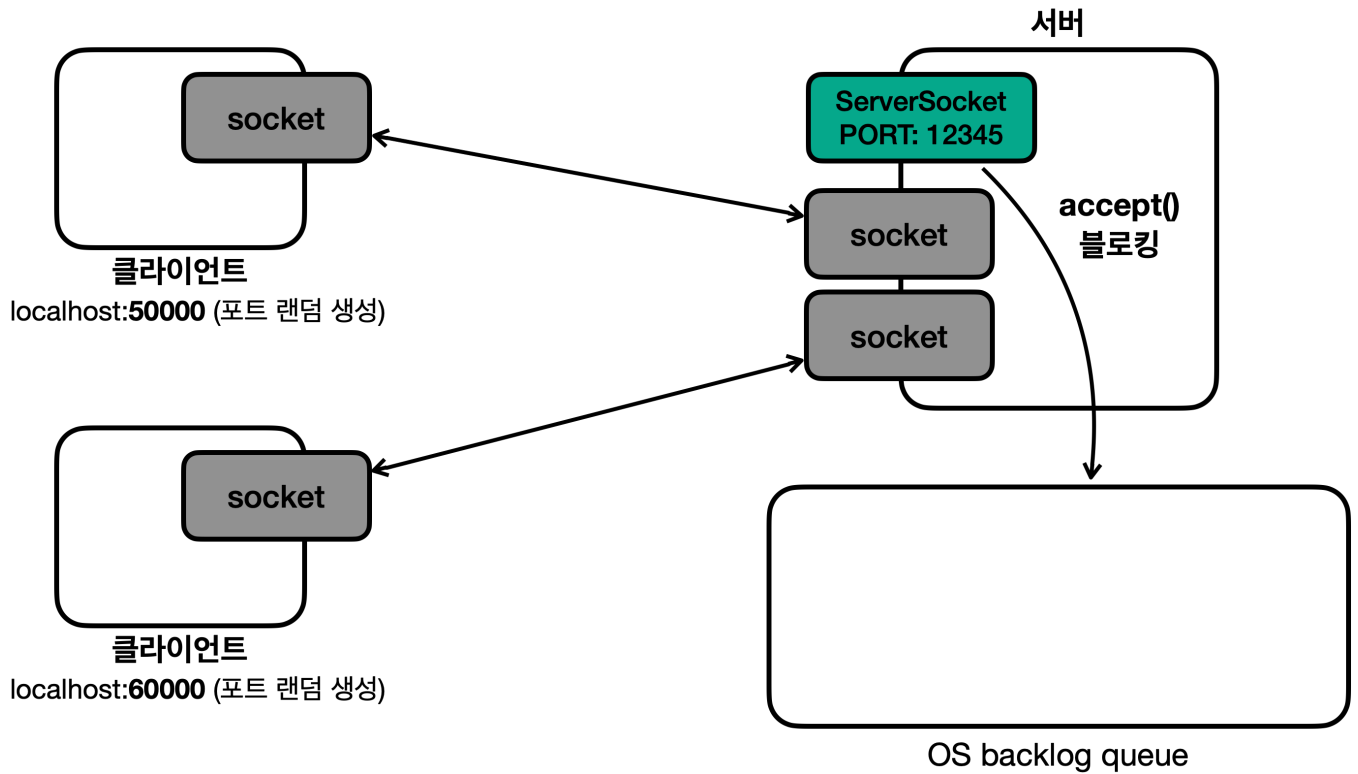 서버
socket
ServerSocket
PORT: 12345
accept()
블로킹
socket
클라이언트
localhost:50000 (포트 랜덤 생성)
socket
socket
클라이언트
localhost:60000 (포트 랜덤 생성)
OS backlog queue